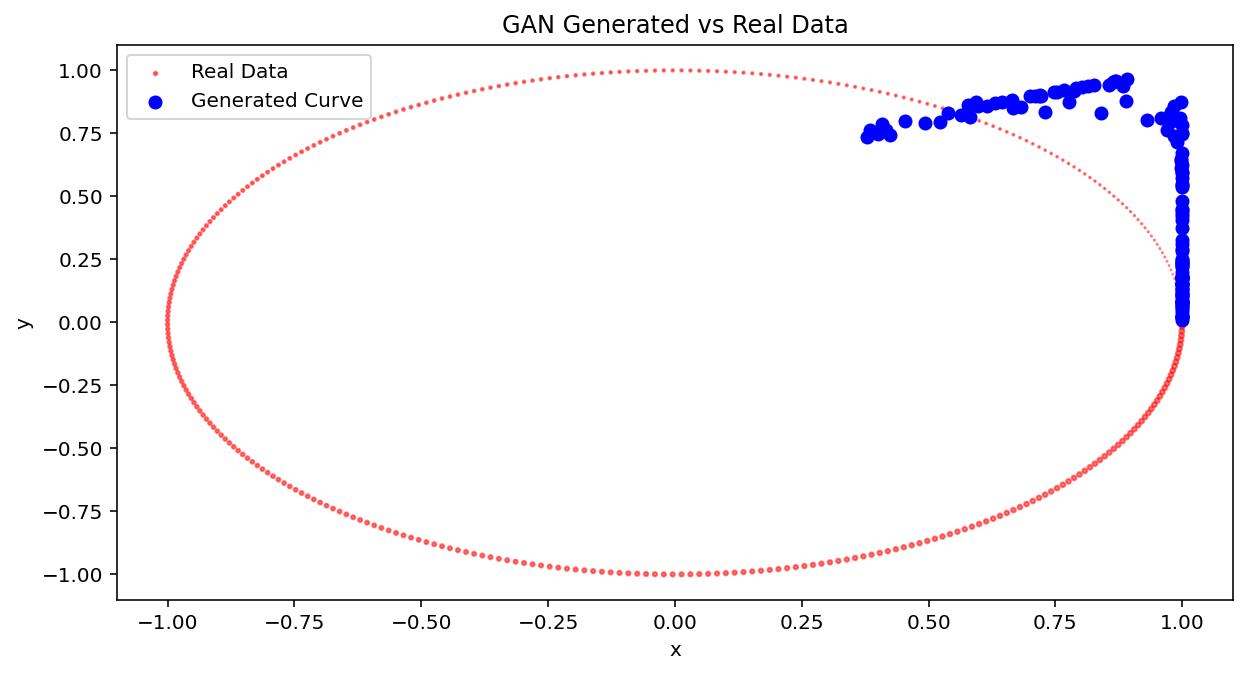 GAN Generated vs Real Data
Real Data
Generated Curve
1.00
0.75
0.50
0.25
0.00
−0.25
−0.50
−0.75
−1.00
y
−1.00 −0.75 −0.50 −0.25 0.00 0.25 0.50 0.75 1.00
x